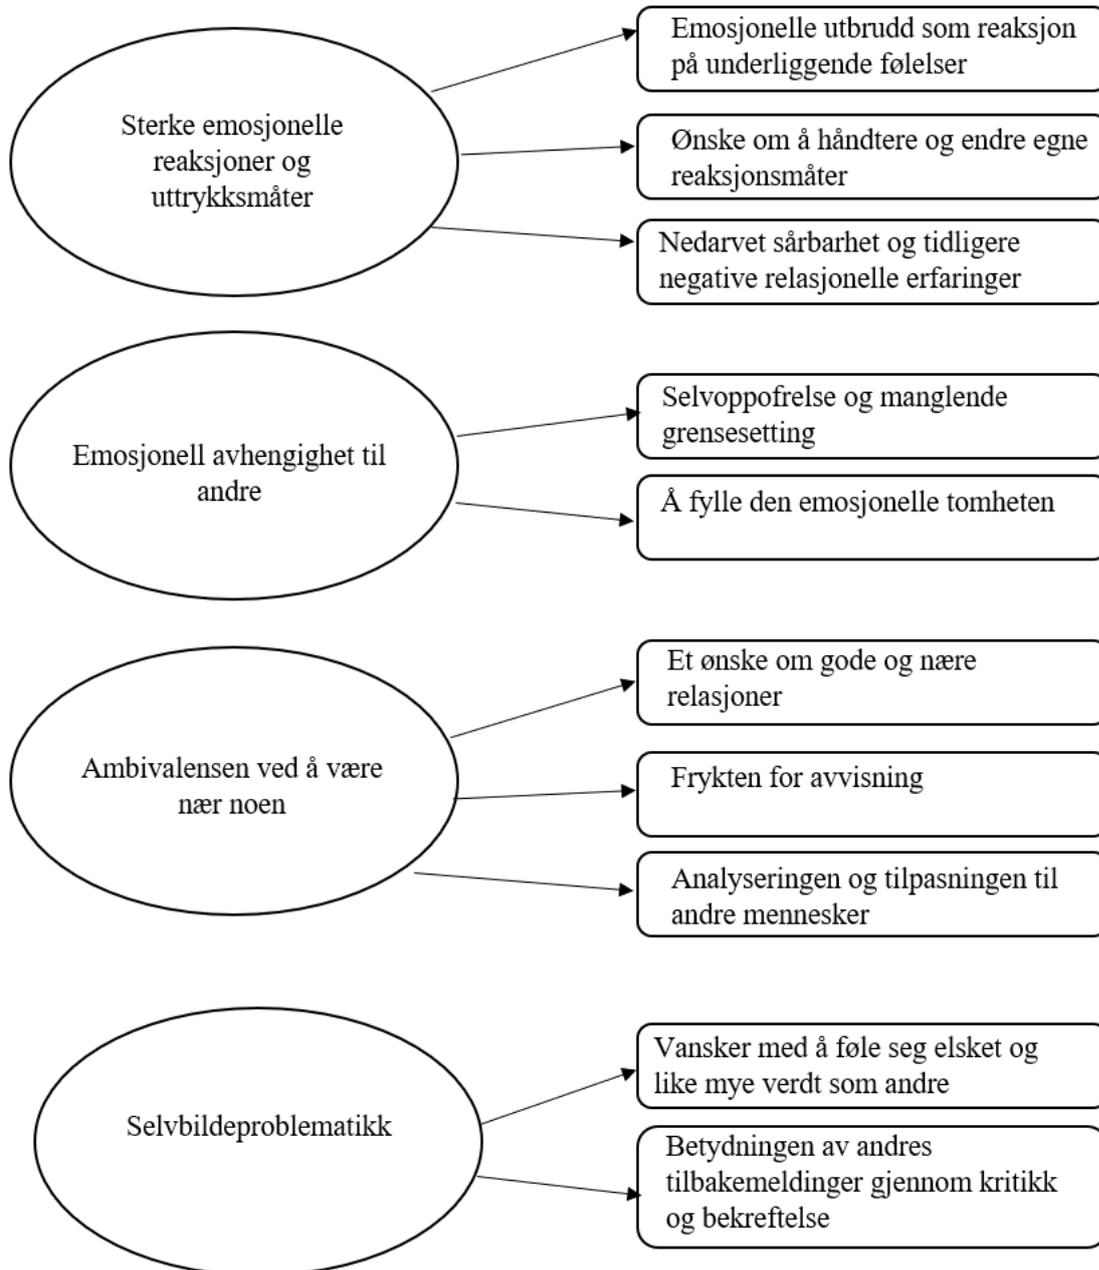 Sterke emosjonelle
reaksjoner og
uttrykksmåter
Emosjonelle utbrudd som reaksjon
på underliggende følelser
Ønske om å håndtere og endre egne
reaksjonsmåter
Nedarvet sårbarhet og tidligere
negative relasjonelle erfaringer
Emosjonell avhengighet til
andre
Selvoppofrelse og manglende
grensesetting
Å fylle den emosjonelle tomheten
Ambivalensen ved å være
nær noen
Et ønske om gode og nære
relasjoner
Frykten for avvisning
Analyseringen og tilpasningen til
andre mennesker
Selvbildeproblematikk
Vansker med å føle seg elsket og
like mye verdt som andre
Betydningen av andres
tilbakemeldinger gjennom kritikk
og bekreftelse